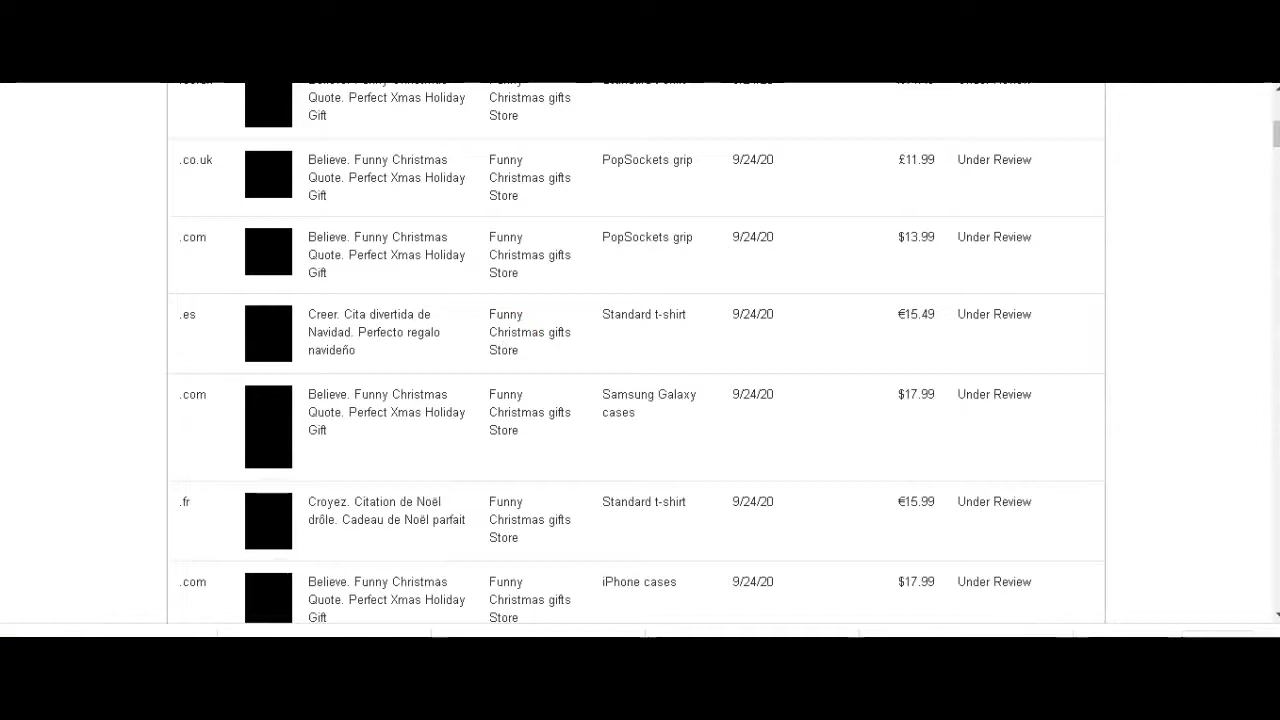 Quote. Perfect Xmas Holiday
Gift
Christmas gifts
Store
.co.uk
Believe. Funny Christmas
Quote. Perfect Xmas Holiday
Gift
Funny
Christmas gifts
Store
PopSockets grip
9/24/20
£11.99
Under Review
.com
Believe. Funny Christmas
Quote. Perfect Xmas Holiday
Gift
Funny
Christmas gifts
Store
PopSockets grip
9/24/20
$13.99
Under Review
.es
Creer. Cita divertida de
Navidad. Perfecto regalo
navideño
Funny
Christmas gifts
Store
Standard t-shirt
9/24/20
€15.49
Under Review
.com
Believe. Funny Christmas
Quote. Perfect Xmas Holiday
Gift
Funny
Christmas gifts
Store
Samsung Galaxy
cases
9/24/20
$17.99
Under Review
.fr
Croyez. Citation de Noël
drôle. Cadeau de Noël parfait
Funny
Christmas gifts
Store
Standard t-shirt
9/24/20
€15.99
Under Review
.com
Believe. Funny Christmas
Quote. Perfect Xmas Holiday
Gift
Funny
Christmas gifts
Store
iPhone cases
9/24/20
$17.99
Under Review